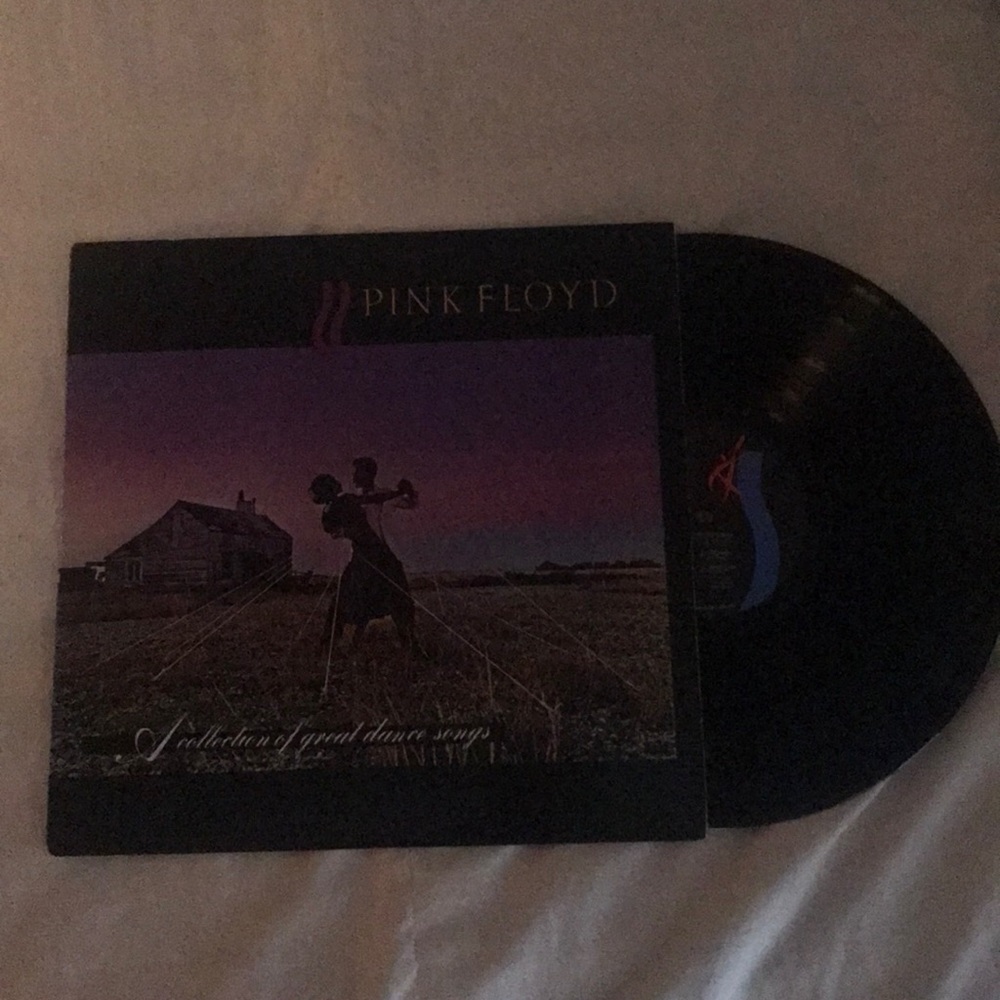 PINK FLOYD
A collection of great dance songs